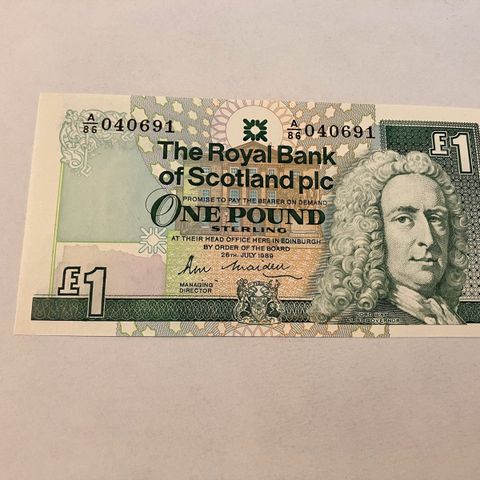 A/86 040691
A/86 040691
£1
The Royal Bank
of Scotland plc
PROMISE TO PAY THE BEARER ON DEMAND
ONE POUND
STERLING
AT THEIR HEAD OFFICE HERE IN EDINBURGH
BY ORDER OF THE BOARD
26TH JULY 1989
MANAGING
DIRECTOR
£1